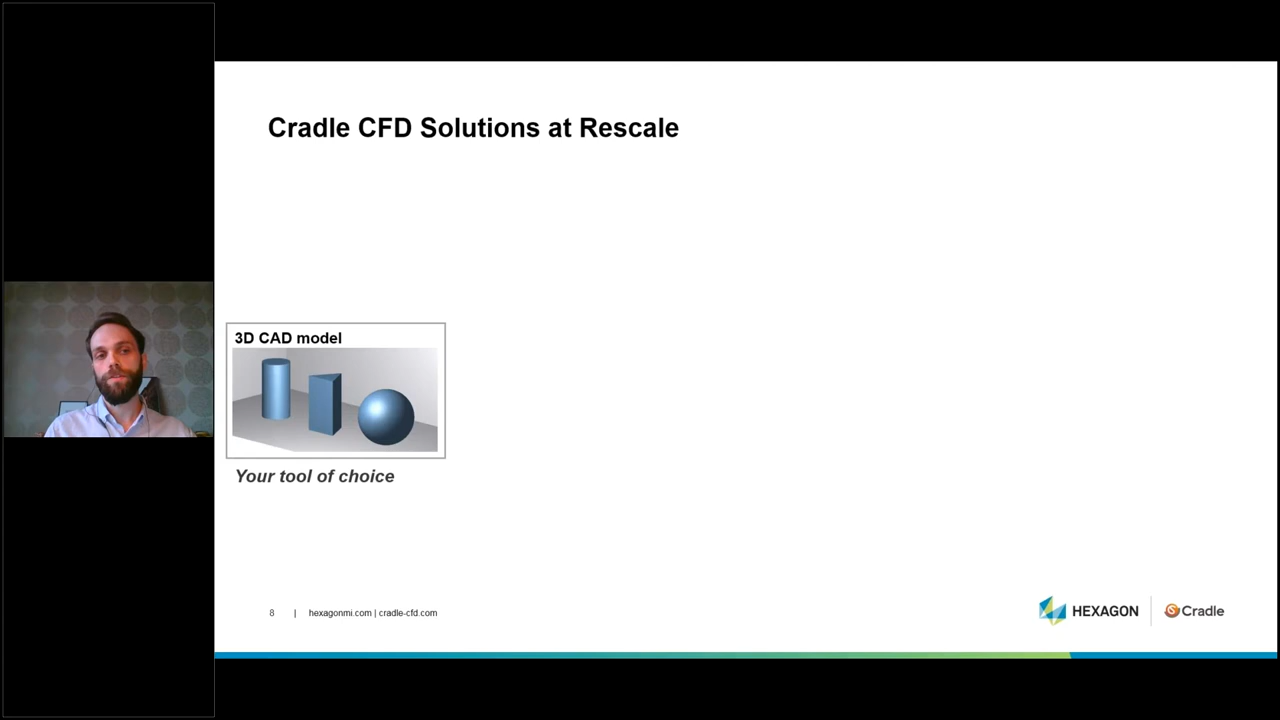 Cradle CFD Solutions at Rescale
3D CAD model
Your tool of choice
8 | hexagonmi.com | cradle-cfd.com
HEXAGON | Cradle